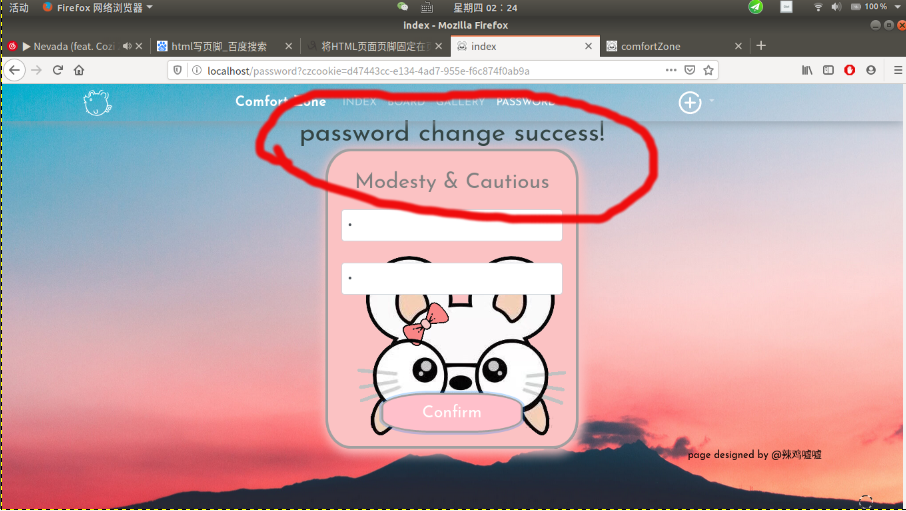 活动 Firefox 网络浏览器 星期四 02：24 100%
index - Mozilla Firefox
Nevada (feat. Cozi html写页脚_百度搜索 将HTML页面页脚固定在 index comfortZone
localhost/password?czcookie=d47443cc-e134-4ad7-955e-f6c874f0ab9a
Comfort Zone INDEX BOARD GALLERY PASSWORD
password change success!
Modesty & Cautious
Confirm
page designed by @辣鸡嘘嘘